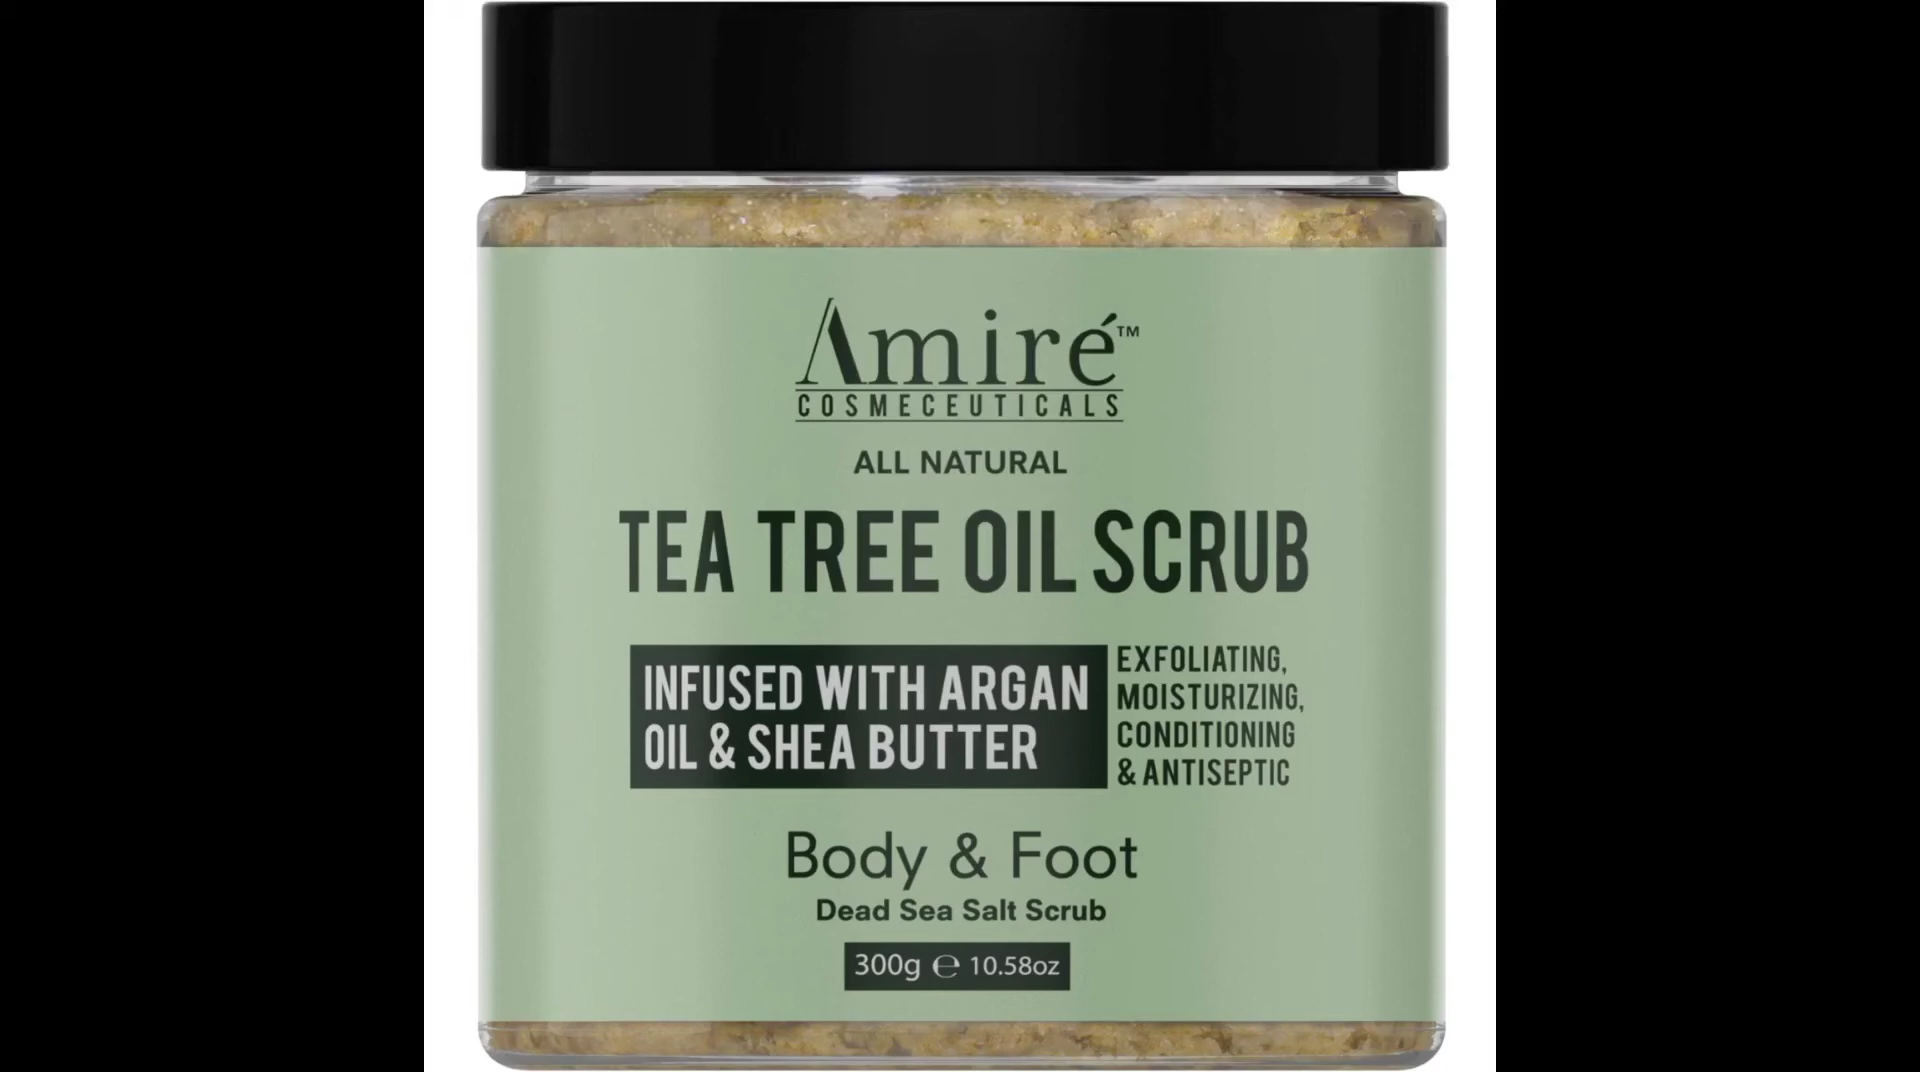 Amiré™
COSMECEUTICALS
ALL NATURAL
TEA TREE OIL SCRUB
INFUSED WITH ARGAN
OIL & SHEA BUTTER
EXFOLIATING,
MOISTURIZING,
CONDITIONING
& ANTISEPTIC
Body & Foot
Dead Sea Salt Scrub
300g ℮ 10.58oz